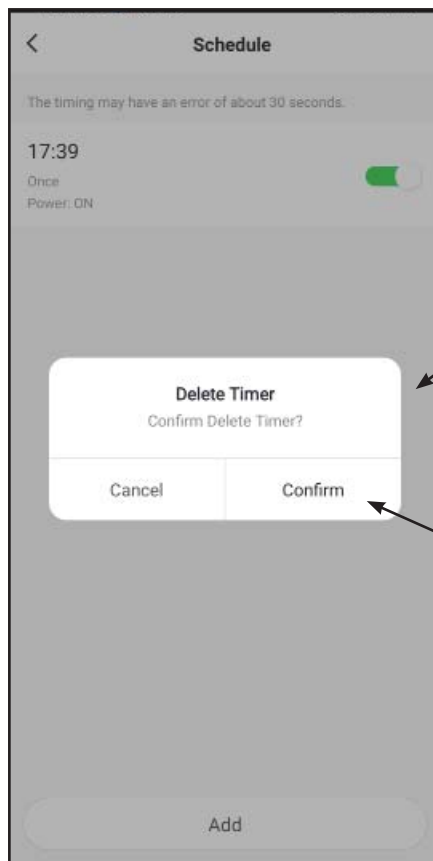 Schedule
The timing may have an error of about 30 seconds.
17:39
Once
Power: ON
Delete Timer
Confirm Delete Timer?
Cancel Confirm
Add